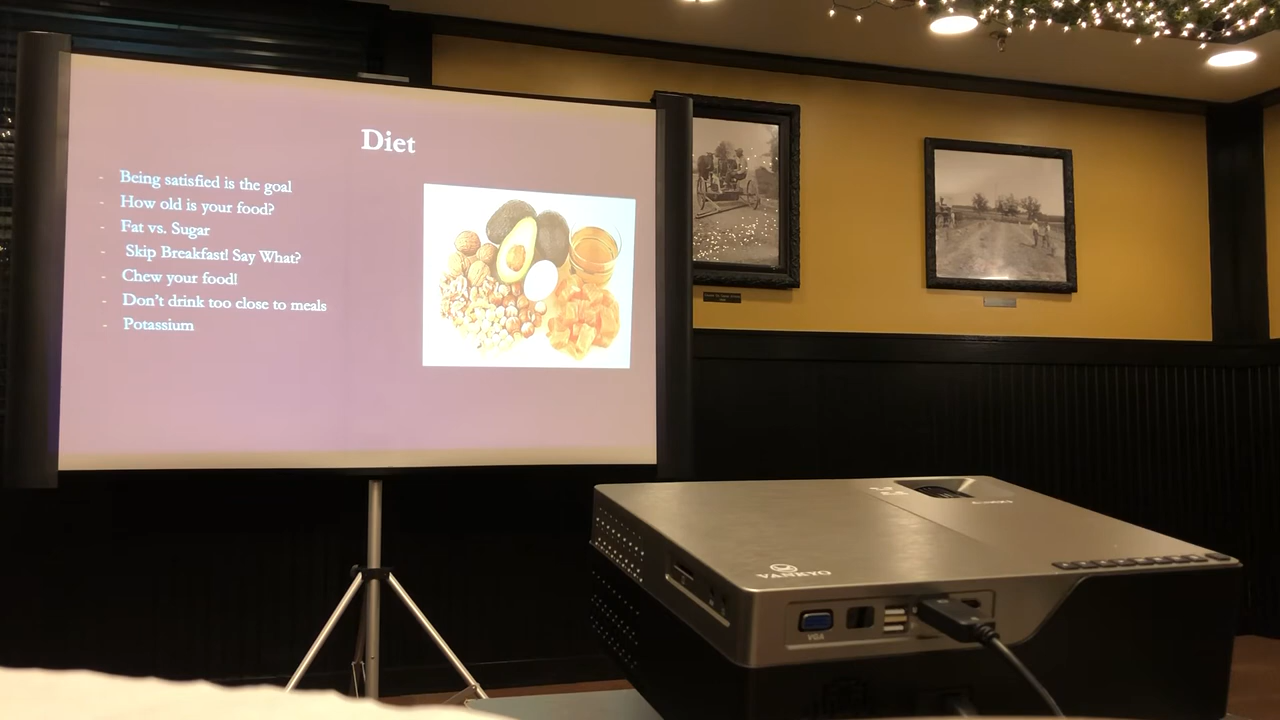 Diet
- Being satisfied is the goal
- How old is your food?
- Fat vs. Sugar
- Skip Breakfast! Say What?
- Chew your food!
- Don't drink too close to meals
- Potassium
VANKYO
VGA